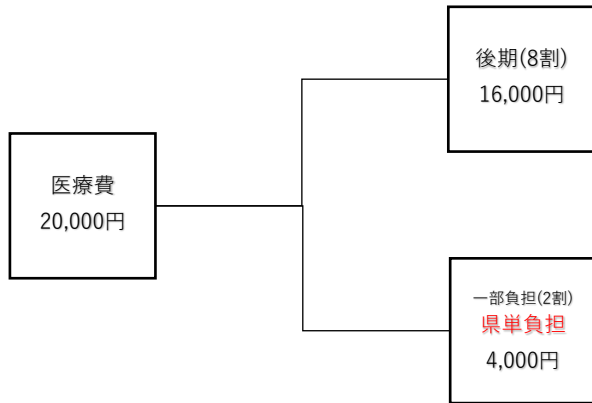 医療費
20,000円
後期(8割)
16,000円
一部負担(2割)
県単負担
4,000円